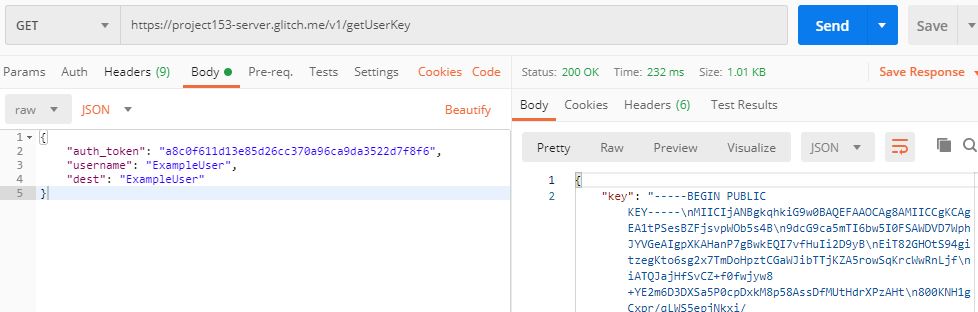 GET https://project153-server.glitch.me/v1/getUserKey Send Save
Params Auth Headers (9) Body Pre-req. Tests Settings Cookies Code
raw JSON Beautify
1 {
2 "auth_token": "a8c0f611d13e85d26cc370a96ca9da3522d7f8f6",
3 "username": "ExampleUser",
4 "dest": "ExampleUser"
5 }
Status: 200 OK Time: 232 ms Size: 1.01 KB Save Response
Body Cookies Headers (6) Test Results
Pretty Raw Preview Visualize JSON
1 {
2 "key": "-----BEGIN PUBLIC
KEY-----\nMIICIjANBgkqhkiG9w0BAQEFAAOCAg8AMIICCgKCAg
EA1tPSesBZFjsvpWOb5s4B\n9dcG9ca5mTI6bw5I0FSAWDVD7Wph
JYVGeAIgpXKAHanP7gBwkEQI7vfHuIi2D9yB\nEiT82GHOtS94gi
tzegKto6sg2x7TmDoHpztCGaWJibTTjKZA5rowSqKrcWwRnLjf\n
iATQJajHfSvCZ+f0fwjyw8
+YE2m6D3DXSa5P0cpDxkM8p58AssDfMUtHdrXPzAHt\n800KNH1g
Cxpr/qLWS5epjNkxi/